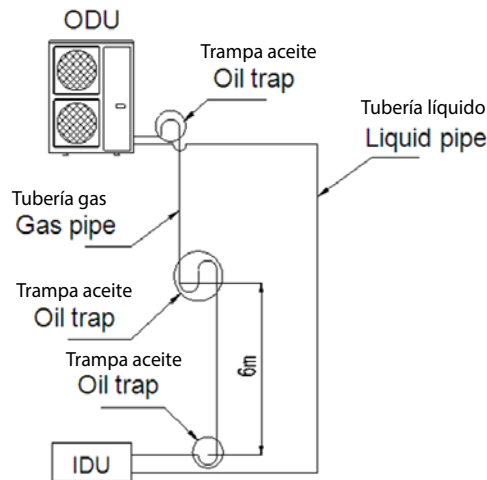 ODU
Trampa aceite
Oil trap
Tubería líquido
Liquid pipe
Tubería gas
Gas pipe
Trampa aceite
Oil trap
Trampa aceite
Oil trap
6m
IDU